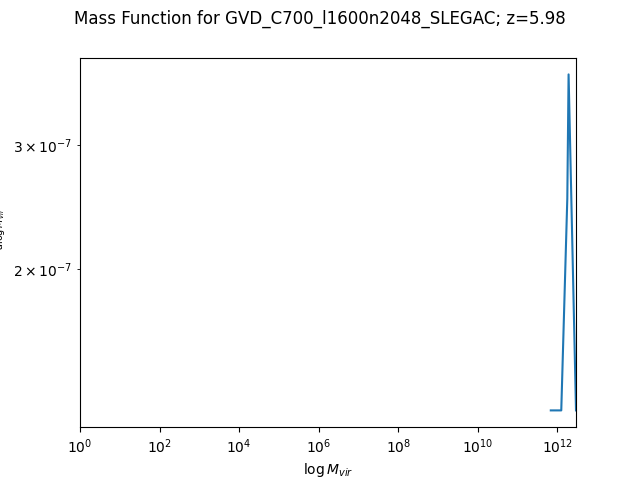 Mass Function for GVD_C700_l1600n2048_SLEGAC; z=5.98
3 × 10⁻⁷
2 × 10⁻⁷
10⁰ 10² 10⁴ 10⁶ 10⁸ 10¹⁰ 10¹²
log M_vir